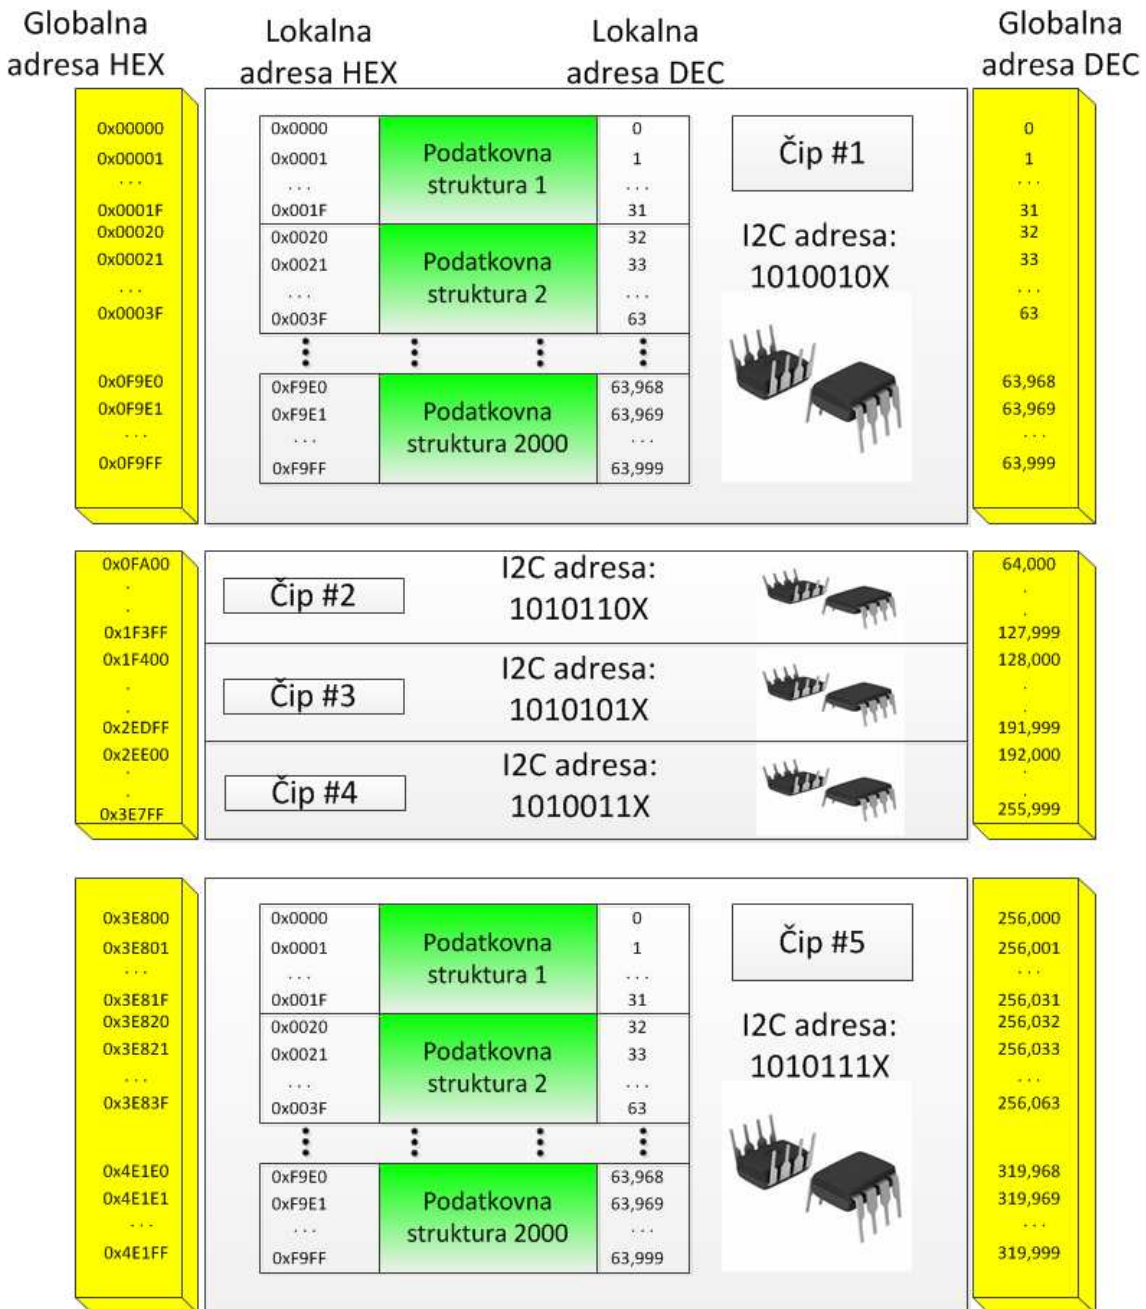 Globalna
adresa HEX
Lokalna
adresa HEX
Lokalna
adresa DEC
Globalna
adresa DEC
0x00000
0x00001
. . .
0x0001F
0x00020
0x00021
. . .
0x0003F
0x0F9E0
0x0F9E1
. . .
0x0F9FF
0x0000
0x0001
. . .
0x001F
0x0020
0x0021
. . .
0x003F
0xF9E0
0xF9E1
. . .
0xF9FF
Podatkovna
struktura 1
Podatkovna
struktura 2
Podatkovna
struktura 2000
0
1
. . .
31
32
33
. . .
63
63,968
63,969
. . .
63,999
Čip #1
I2C adresa:
1010010X
0
1
. . .
31
32
33
. . .
63
63,968
63,969
. . .
63,999
0x0FA00
.
.
0x1F3FF
0x1F400
.
.
0x2EDFF
0x2EE00
.
.
0x3E7FF
Čip #2
I2C adresa:
1010110X
Čip #3
I2C adresa:
1010101X
Čip #4
I2C adresa:
1010011X
64,000
.
.
127,999
128,000
.
.
191,999
192,000
.
.
255,999
0x3E800
0x3E801
. . .
0x3E81F
0x3E820
0x3E821
. . .
0x3E83F
0x4E1E0
0x4E1E1
. . .
0x4E1FF
0x0000
0x0001
. . .
0x001F
0x0020
0x0021
. . .
0x003F
0xF9E0
0xF9E1
. . .
0xF9FF
Podatkovna
struktura 1
Podatkovna
struktura 2
Podatkovna
struktura 2000
0
1
. . .
31
32
33
. . .
63
63,968
63,969
. . .
63,999
Čip #5
I2C adresa:
1010111X
256,000
256,001
. . .
256,031
256,032
256,033
. . .
256,063
319,968
319,969
. . .
319,999